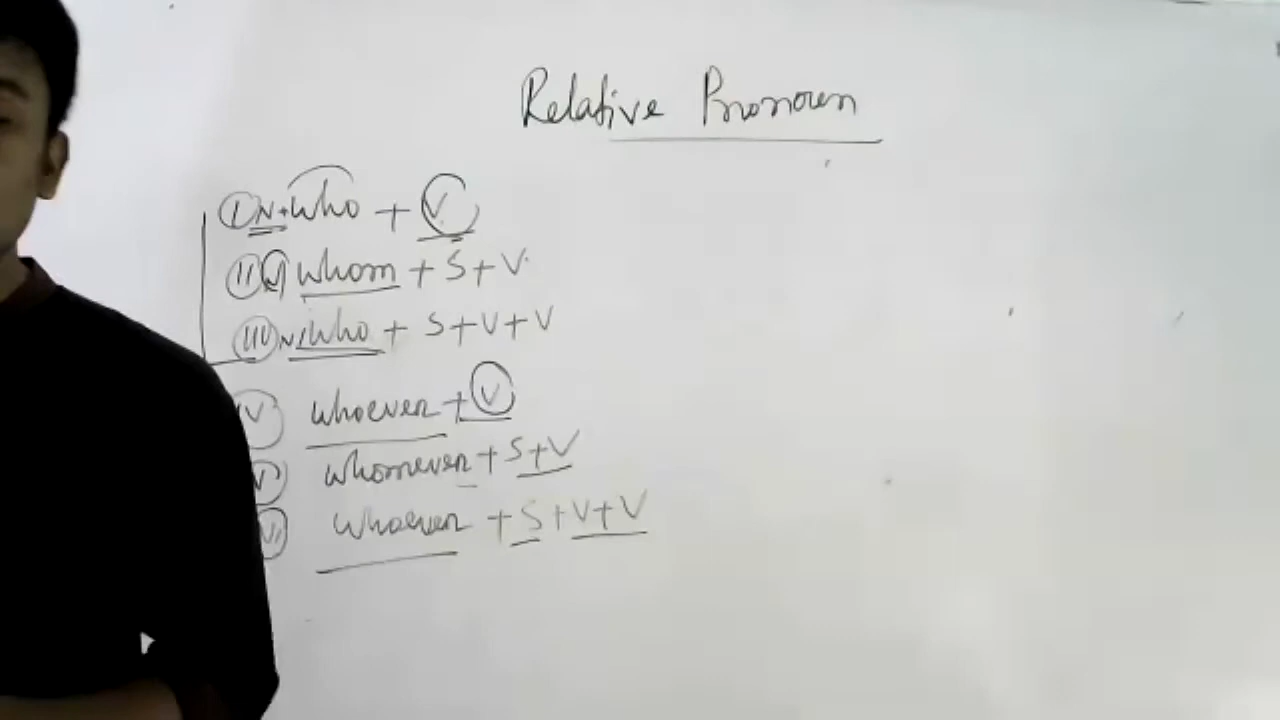 Relative Pronoun
I N+Who + V
II N whom + S+V
III N+Who + S+V+V
IV whoever + V
V whomever + S+V
VI whoever + S+V+V